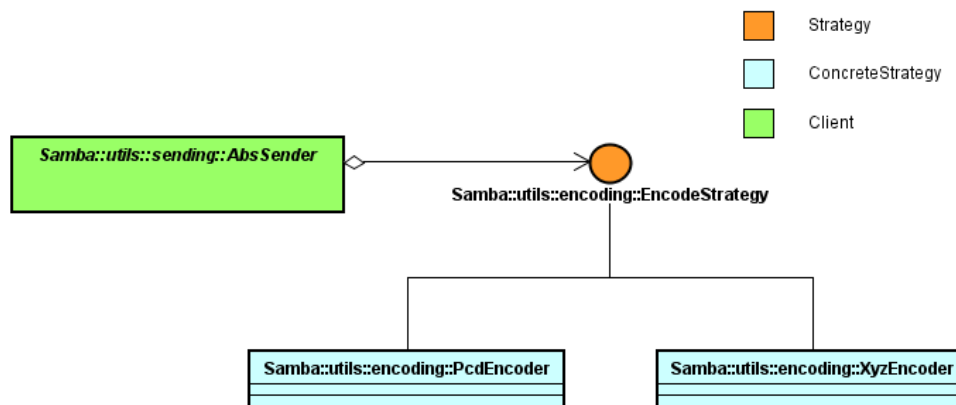 Strategy
ConcreteStrategy
Client
Samba::utils::sending::AbsSender
Samba::utils::encoding::EncodeStrategy
Samba::utils::encoding::PcdEncoder
Samba::utils::encoding::XyzEncoder